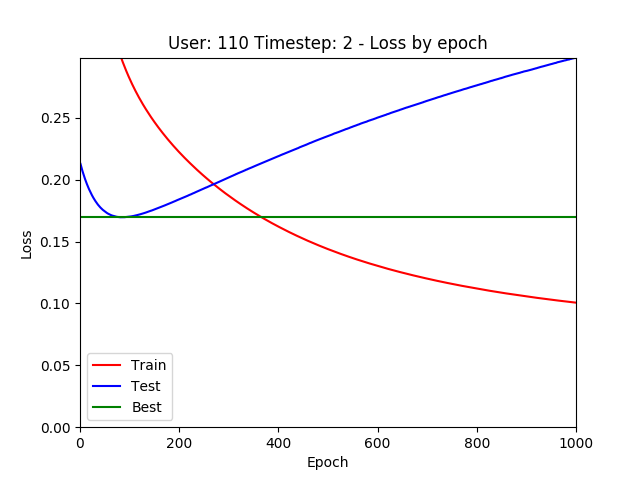 User: 110 Timestep: 2 - Loss by epoch
Loss
0.25
0.20
0.15
0.10
0.05
0.00
Train
Test
Best
0 200 400 600 800 1000
Epoch